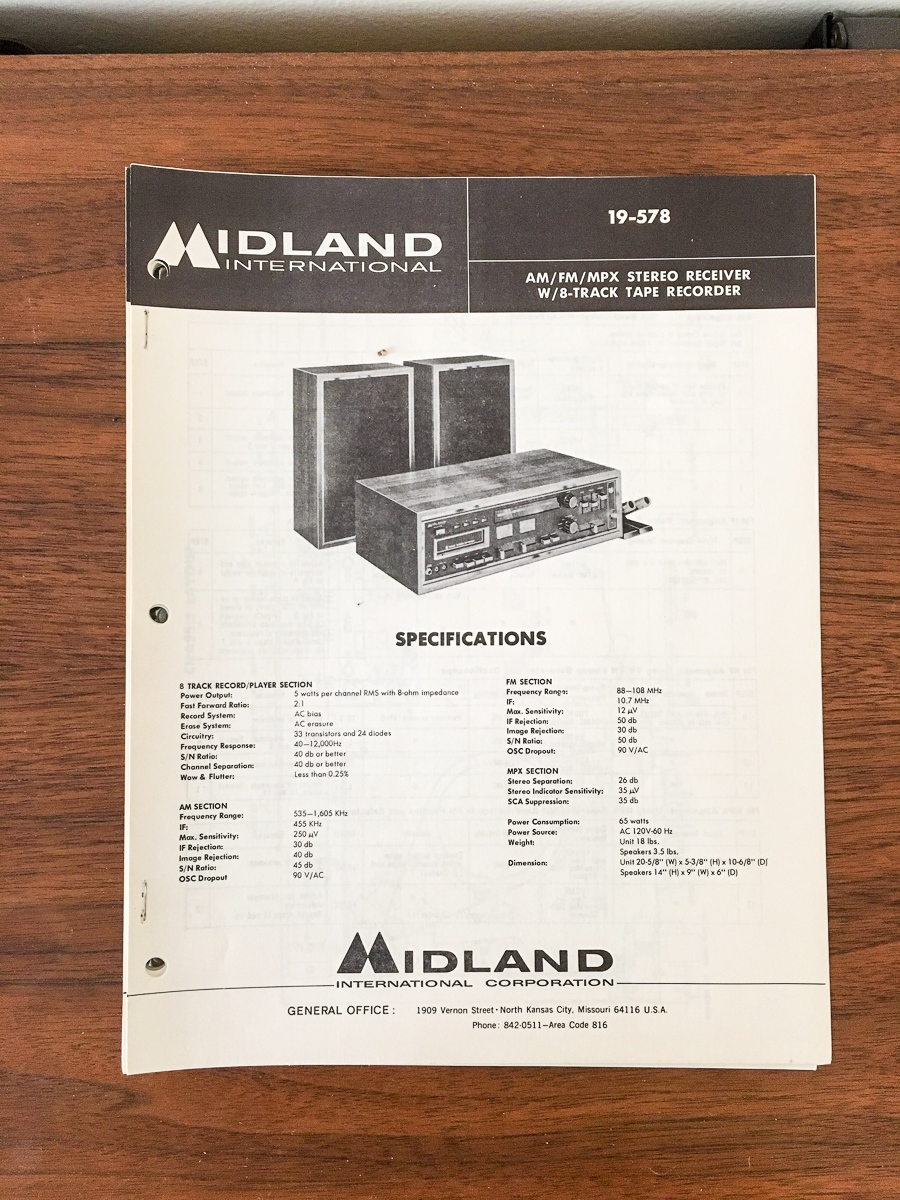 MIDLAND
INTERNATIONAL
19-578
AM/FM/MPX STEREO RECEIVER
W/8-TRACK TAPE RECORDER
SPECIFICATIONS
8 TRACK RECORD/PLAYER SECTION
Power Output: 5 watts per channel RMS with 8-ohm impedance
Fast Forward Ratio: 2.1
Record System: AC bias
Erase System: AC erasure
Circuitry: 33 transistors and 24 diodes
Frequency Response: 40–12,000Hz
S/N Ratio: 40 db or better
Channel Separation: 40 db or better
Wow & Flutter: Less than 0.25%
AM SECTION
Frequency Range: 535–1,605 KHz
IF: 455 KHz
Max. Sensitivity: 250 μV
IF Rejection: 30 db
Image Rejection: 40 db
S/N Ratio: 45 db
OSC Dropout 90 V/AC
FM SECTION
Frequency Range: 88–108 MHz
IF: 10.7 MHz
Max. Sensitivity: 12 μV
IF Rejection: 50 db
Image Rejection: 30 db
S/N Ratio: 50 db
OSC Dropout: 90 V/AC
MPX SECTION
Stereo Separation: 26 db
Stereo Indicator Sensitivity: 35 μV
SCA Suppression: 35 db
Power Consumption: 65 watts
Power Source: AC 120V-60 Hz
Weight: Unit 18 lbs.
Speakers 3.5 lbs.
Dimension: Unit 20-5/8" (W) x 5-3/8" (H) x 10-6/8" (D)
Speakers 14" (H) x 9" (W) x 6" (D)
MIDLAND
INTERNATIONAL CORPORATION
GENERAL OFFICE: 1909 Vernon Street · North Kansas City, Missouri 64116 U.S.A.
Phone: 842-0511–Area Code 816